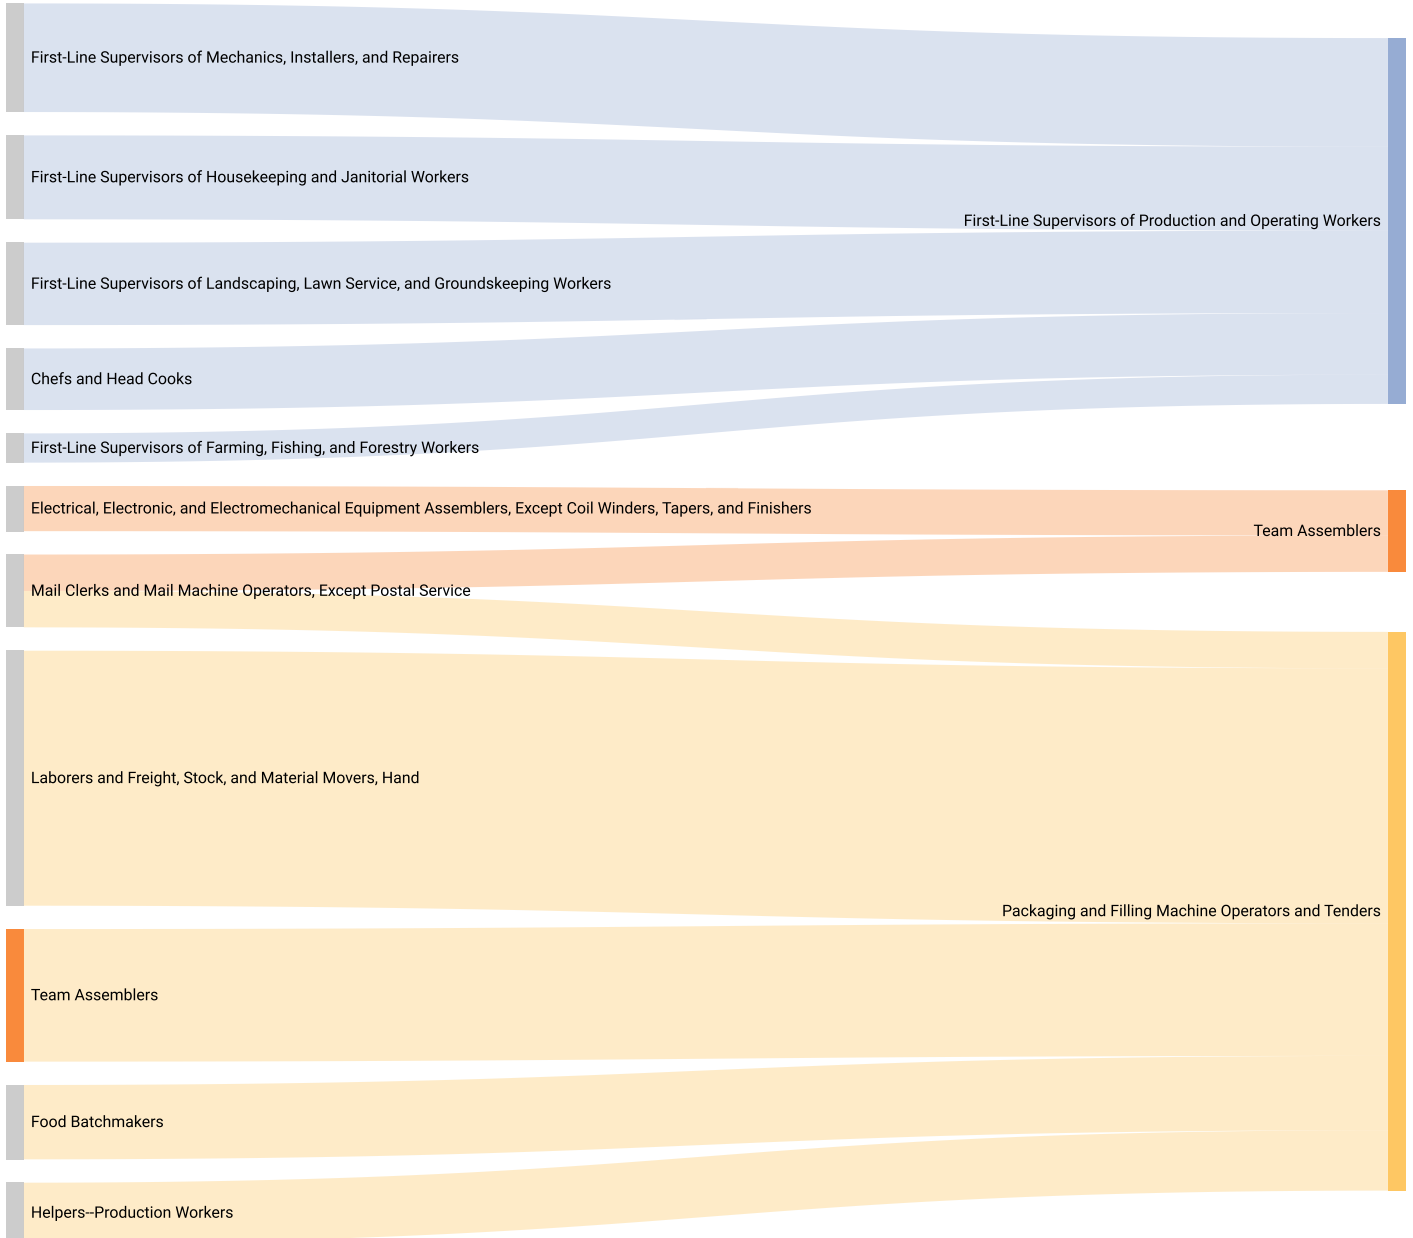 First-Line Supervisors of Mechanics, Installers, and Repairers
First-Line Supervisors of Housekeeping and Janitorial Workers
First-Line Supervisors of Production and Operating Workers
First-Line Supervisors of Landscaping, Lawn Service, and Groundskeeping Workers
Chefs and Head Cooks
First-Line Supervisors of Farming, Fishing, and Forestry Workers
Electrical, Electronic, and Electromechanical Equipment Assemblers, Except Coil Winders, Tapers, and Finishers
Team Assemblers
Mail Clerks and Mail Machine Operators, Except Postal Service
Laborers and Freight, Stock, and Material Movers, Hand
Packaging and Filling Machine Operators and Tenders
Team Assemblers
Food Batchmakers
Helpers--Production Workers